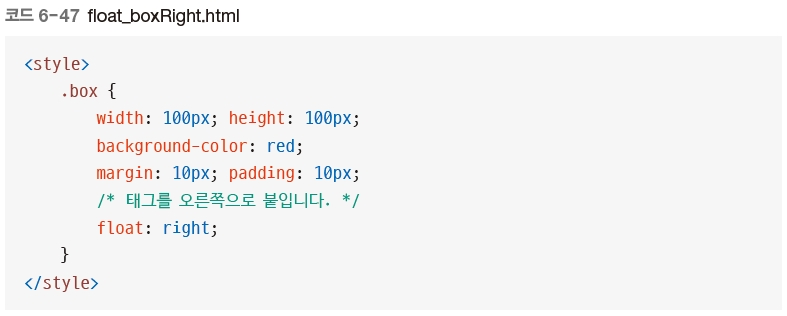 코드 6-47 float_boxRight.html
<style>
    .box {
        width: 100px; height: 100px;
        background-color: red;
        margin: 10px; padding: 10px;
        /* 태그를 오른쪽으로 붙입니다. */
        float: right;
    }
</style>